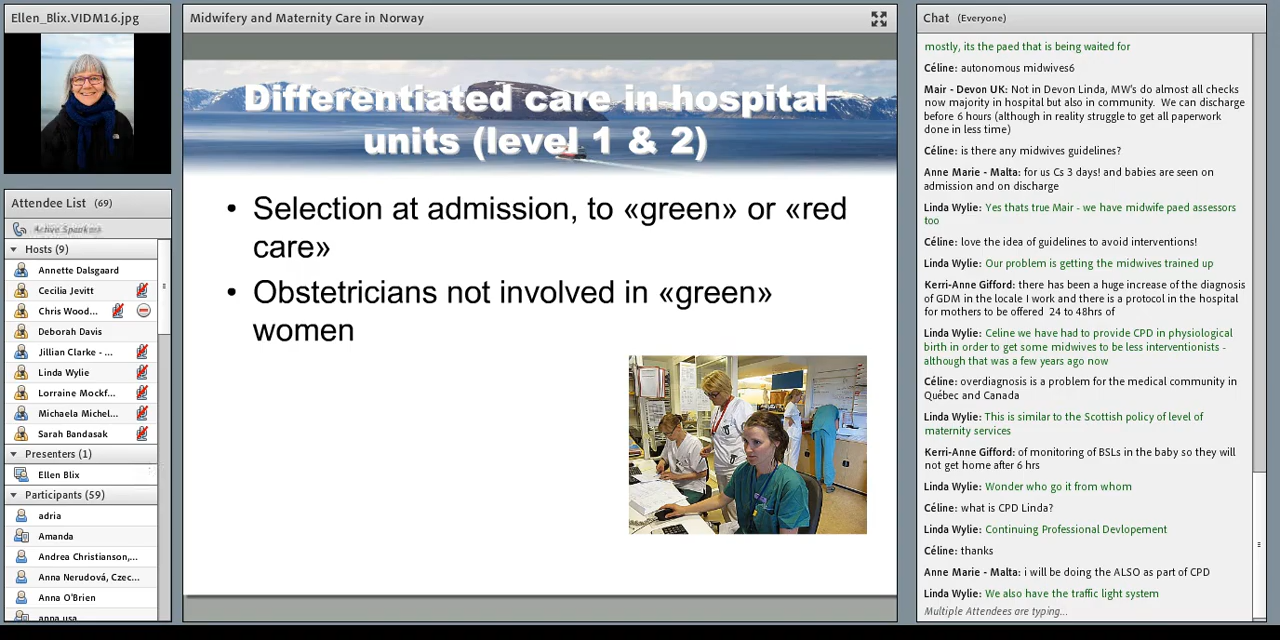 Ellen_Blix.VIDM16.jpg
Attendee List (69)
Active Speakers
Hosts (9)
Annette Dalsgaard
Cecilia Jevitt
Chris Wood...
Deborah Davis
Jillian Clarke - ...
Linda Wylie
Lorraine Mockf...
Michaela Michel...
Sarah Bandasak
Presenters (1)
Ellen Blix
Participants (59)
adria
Amanda
Andrea Christianson,...
Anna Nerudová, Czec...
Anna O'Brien
anna usa
Midwifery and Maternity Care in Norway
Differentiated care in hospital
units (level 1 & 2)
• Selection at admission, to «green» or «red
care»
• Obstetricians not involved in «green»
women
Chat (Everyone)
mostly, its the paed that is being waited for
Céline: autonomous midwives6
Mair - Devon UK: Not in Devon Linda, MW's do almost all checks
now majority in hospital but also in community. We can discharge
before 6 hours (although in reality struggle to get all paperwork
done in less time)
Céline: is there any midwives guidelines?
Anne Marie - Malta: for us Cs 3 days! and babies are seen on
admission and on discharge
Linda Wylie: Yes thats true Mair - we have midwife paed assessors
too
Céline: love the idea of guidelines to avoid interventions!
Linda Wylie: Our problem is getting the midwives trained up
Kerri-Anne Gifford: there has been a huge increase of the diagnosis
of GDM in the locale I work and there is a protocol in the hospital
for mothers to be offered 24 to 48hrs of
Linda Wylie: Celine we have had to provide CPD in physiological
birth in order to get some midwives to be less interventionists -
although that was a few years ago now
Céline: overdiagnosis is a problem for the medical community in
Québec and Canada
Linda Wylie: This is similar to the Scottish policy of level of
maternity services
Kerri-Anne Gifford: of monitoring of BSLs in the baby so they will
not get home after 6 hrs
Linda Wylie: Wonder who go it from whom
Céline: what is CPD Linda?
Linda Wylie: Continuing Professional Devlopement
Céline: thanks
Anne Marie - Malta: i will be doing the ALSO as part of CPD
Linda Wylie: We also have the traffic light system
Multiple Attendees are typing...